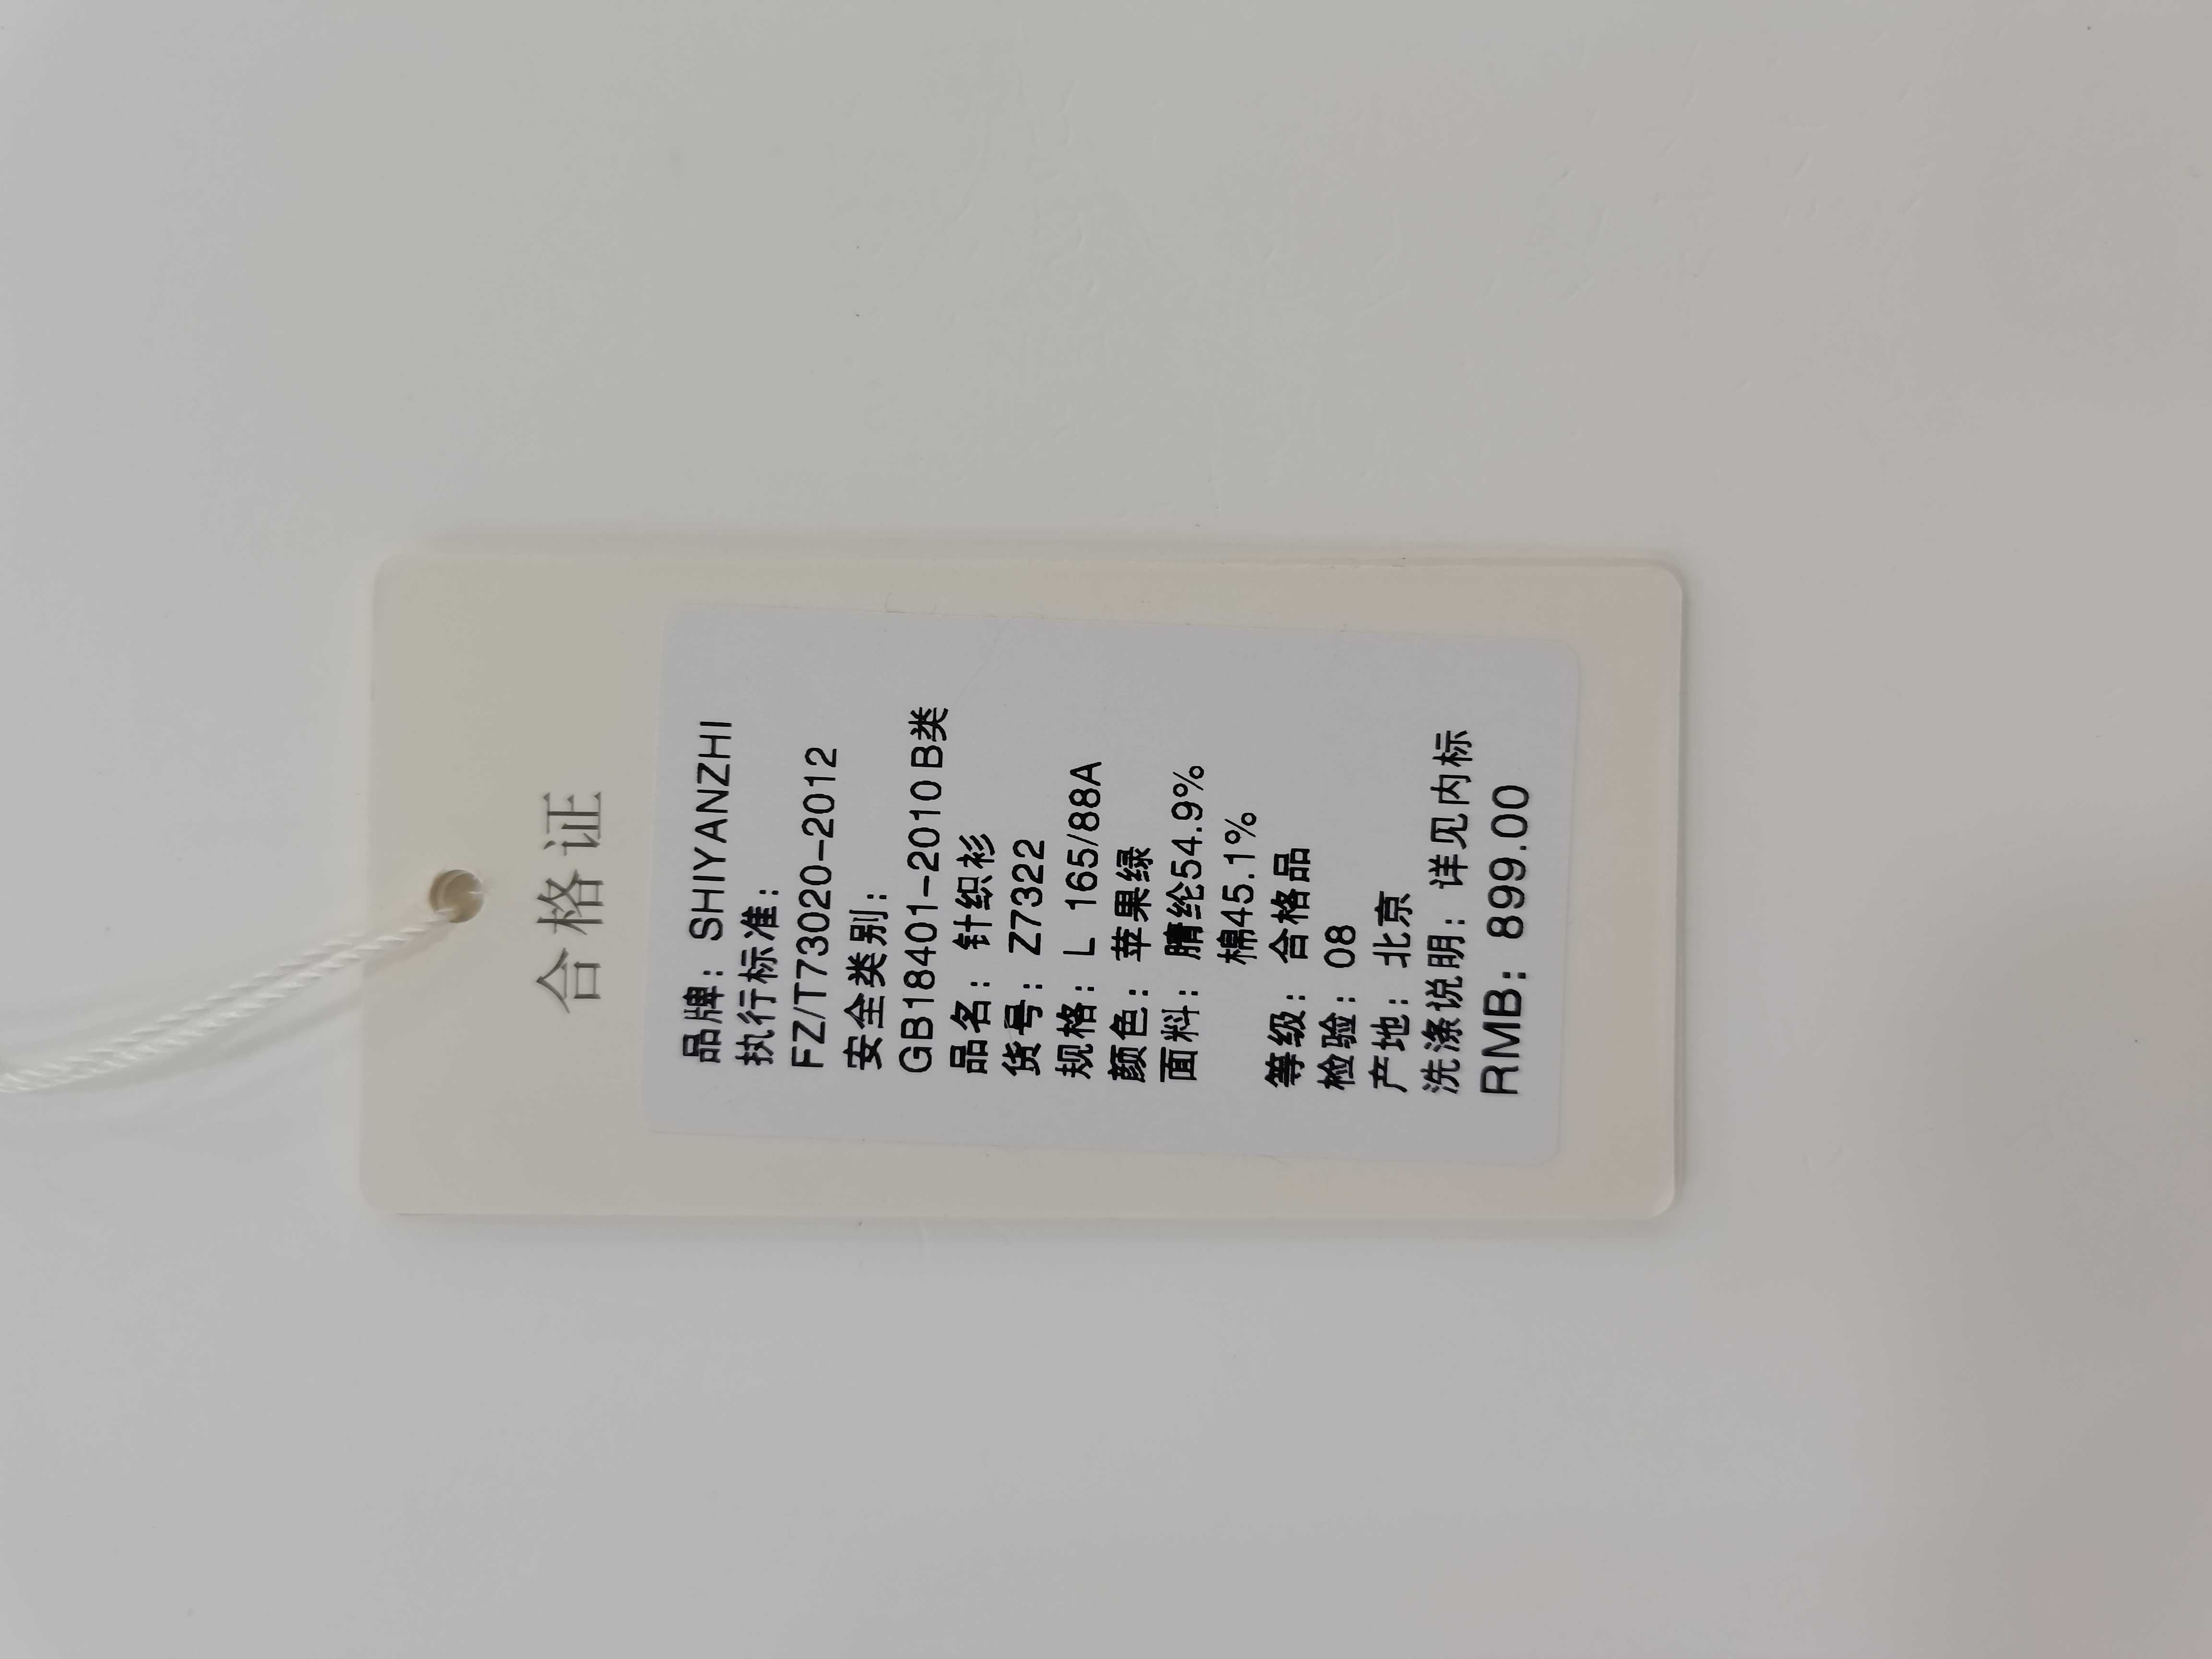 合格证
品牌：SHIYANZHI
执行标准：
FZ/T73020-2012
安全类别：
GB18401-2010 B类
品名：针织衫
货号：Z7322
规格：L 165/88A
颜色：苹果绿
面料：腈纶54.9%
棉45.1%
等级：合格品
检验：08
产地：北京
洗涤说明：详见内标
RMB：899.00